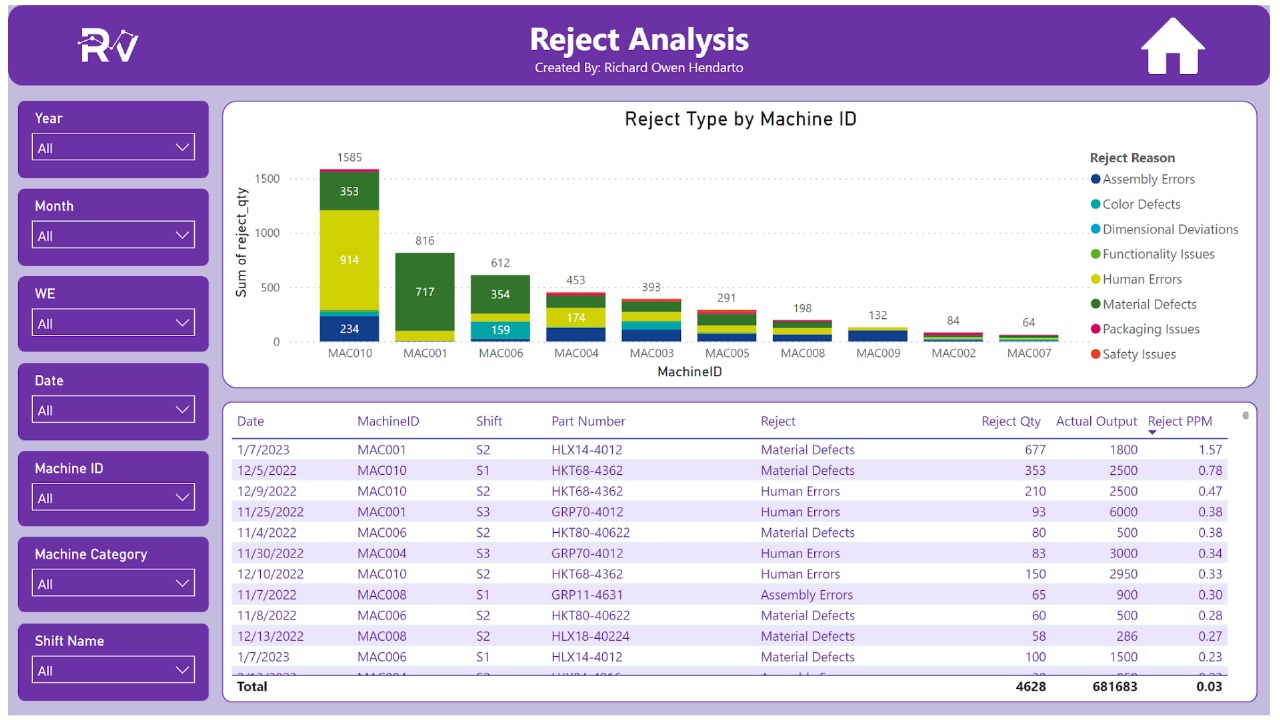 RV
Reject Analysis
Created By: Richard Owen Hendarto
Year
All
Month
All
WE
All
Date
All
Machine ID
All
Machine Category
All
Shift Name
All
Reject Type by Machine ID
Sum of reject_qty
1500
1000
500
0
1585
353
914
234
816
717
612
354
159
453
174
393
291
198
132
84
64
MAC010 MAC001 MAC006 MAC004 MAC003 MAC005 MAC008 MAC009 MAC002 MAC007
MachineID
Reject Reason
Assembly Errors
Color Defects
Dimensional Deviations
Functionality Issues
Human Errors
Material Defects
Packaging Issues
Safety Issues
Date MachineID Shift Part Number Reject Reject Qty Actual Output Reject PPM
1/7/2023 MAC001 S2 HLX14-4012 Material Defects 677 1800 1.57
12/5/2022 MAC010 S1 HKT68-4362 Material Defects 353 2500 0.78
12/9/2022 MAC010 S2 HKT68-4362 Human Errors 210 2500 0.47
11/25/2022 MAC001 S3 GRP70-4012 Human Errors 93 6000 0.38
11/4/2022 MAC006 S2 HKT80-40622 Material Defects 80 500 0.38
11/30/2022 MAC004 S3 GRP70-4012 Human Errors 83 3000 0.34
12/10/2022 MAC010 S2 HKT68-4362 Human Errors 150 2950 0.33
11/7/2022 MAC008 S1 GRP11-4631 Assembly Errors 65 900 0.30
11/8/2022 MAC006 S2 HKT80-40622 Material Defects 60 500 0.28
12/13/2022 MAC008 S2 HLX18-40224 Material Defects 58 286 0.27
1/7/2023 MAC006 S1 HLX14-4012 Material Defects 100 1500 0.23
Total 4628 681683 0.03